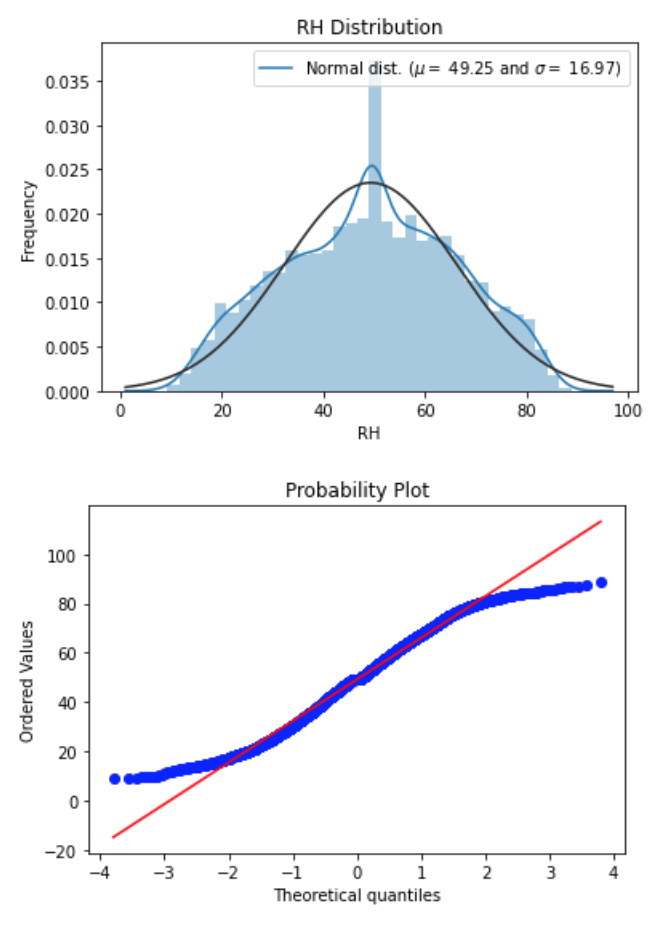 RH Distribution
Normal dist. (μ = 49.25 and σ = 16.97)
0.035
0.030
0.025
0.020
0.015
0.010
0.005
0.000
Frequency
0 20 40 60 80 100
RH
Probability Plot
100
80
60
40
20
0
−20
Ordered Values
−4 −3 −2 −1 0 1 2 3 4
Theoretical quantiles